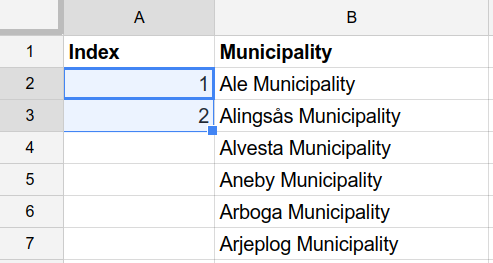 A B
1 Index Municipality
2 1 Ale Municipality
3 2 Alingsås Municipality
4 Alvesta Municipality
5 Aneby Municipality
6 Arboga Municipality
7 Arjeplog Municipality